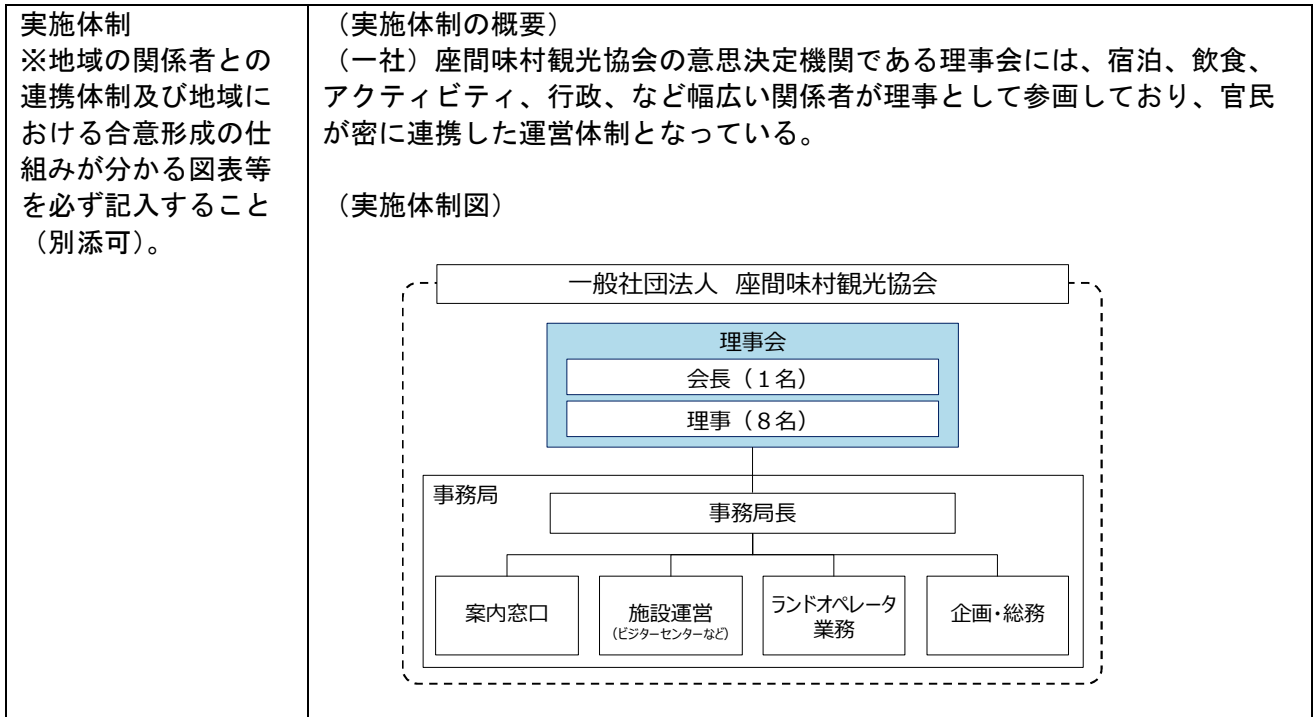 実施体制
※地域の関係者との
連携体制及び地域に
おける合意形成の仕
組みが分かる図表等
を必ず記入すること
（別添可）。
（実施体制の概要）
（一社）座間味村観光協会の意思決定機関である理事会には、宿泊、飲食、
アクティビティ、行政、など幅広い関係者が理事として参画しており、官民
が密に連携した運営体制となっている。
（実施体制図）
一般社団法人　座間味村観光協会
理事会
会長（１名）
理事（８名）
事務局
事務局長
案内窓口
施設運営
（ビジターセンターなど）
ランドオペレータ
業務
企画・総務